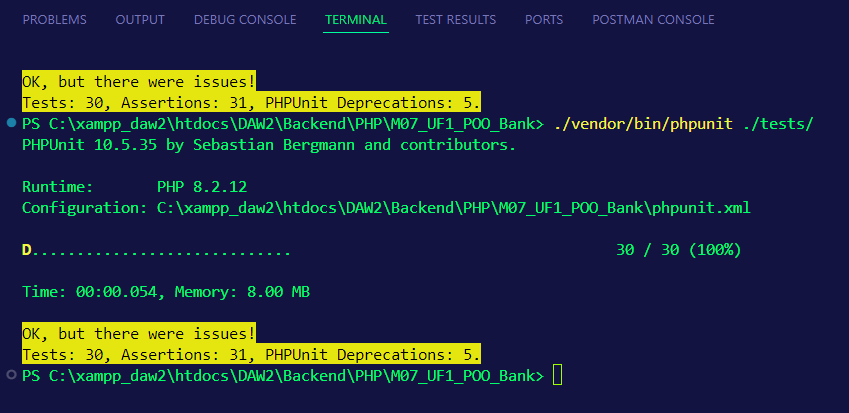 PROBLEMS OUTPUT DEBUG CONSOLE TERMINAL TEST RESULTS PORTS POSTMAN CONSOLE
OK, but there were issues!
Tests: 30, Assertions: 31, PHPUnit Deprecations: 5.
PS C:\xampp_daw2\htdocs\DAW2\Backend\PHP\M07_UF1_POO_Bank> ./vendor/bin/phpunit ./tests/
PHPUnit 10.5.35 by Sebastian Bergmann and contributors.
Runtime:       PHP 8.2.12
Configuration: C:\xampp_daw2\htdocs\DAW2\Backend\PHP\M07_UF1_POO_Bank\phpunit.xml
D............................. 30 / 30 (100%)
Time: 00:00.054, Memory: 8.00 MB
OK, but there were issues!
Tests: 30, Assertions: 31, PHPUnit Deprecations: 5.
PS C:\xampp_daw2\htdocs\DAW2\Backend\PHP\M07_UF1_POO_Bank>